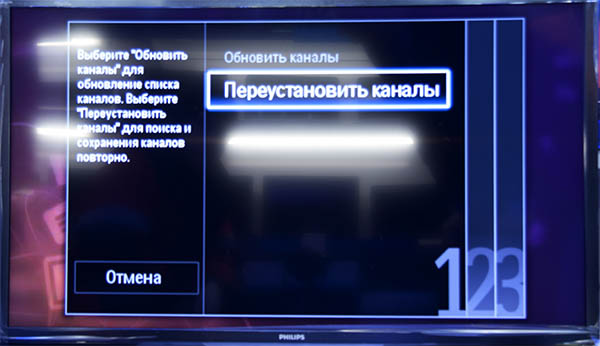 Выберите "Обновить
каналы" для
обновление списка
каналов. Выберите
"Переустановить
каналы" для поиска и
сохранения каналов
повторно.
Отмена
Обновить каналы
Переустановить каналы
123
PHILIPS